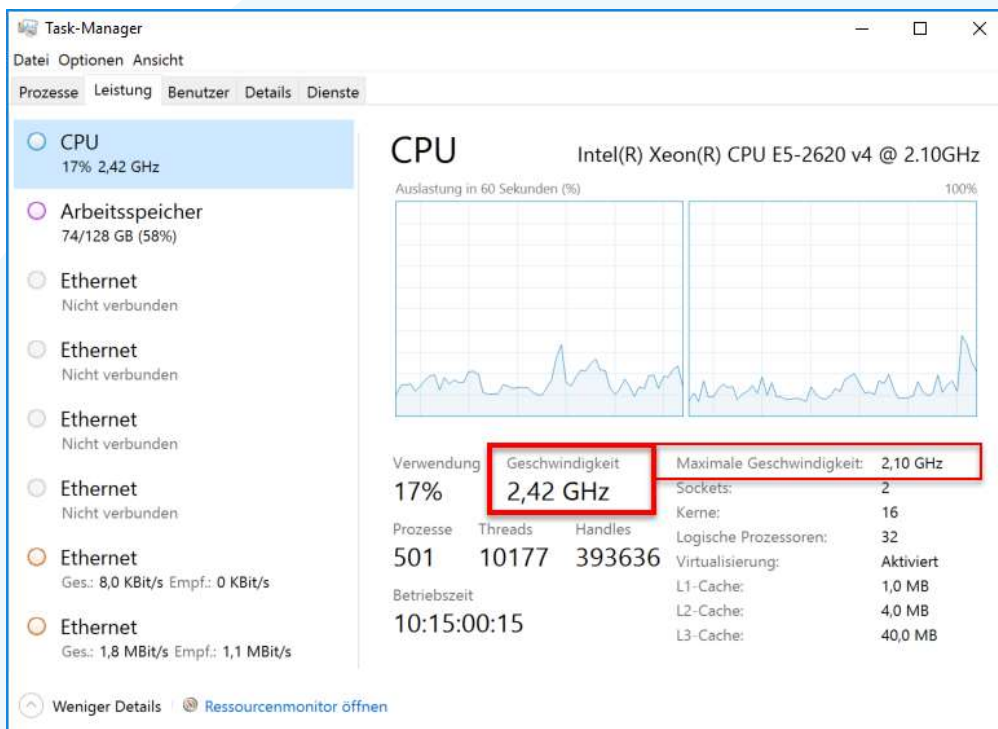 Task-Manager
Datei Optionen Ansicht
Prozesse Leistung Benutzer Details Dienste
CPU
17% 2,42 GHz
Arbeitsspeicher
74/128 GB (58%)
Ethernet
Nicht verbunden
Ethernet
Nicht verbunden
Ethernet
Nicht verbunden
Ethernet
Nicht verbunden
Ethernet
Ges.: 8,0 KBit/s Empf.: 0 KBit/s
Ethernet
Ges.: 1,8 MBit/s Empf.: 1,1 MBit/s
CPU Intel(R) Xeon(R) CPU E5-2620 v4 @ 2.10GHz
Auslastung in 60 Sekunden (%) 100%
Verwendung Geschwindigkeit
17% 2,42 GHz
Prozesse Threads Handles
501 10177 393636
Betriebszeit
10:15:00:15
Maximale Geschwindigkeit: 2,10 GHz
Sockets: 2
Kerne: 16
Logische Prozessoren: 32
Virtualisierung: Aktiviert
L1-Cache: 1,0 MB
L2-Cache: 4,0 MB
L3-Cache: 40,0 MB
Weniger Details Ressourcenmonitor öffnen